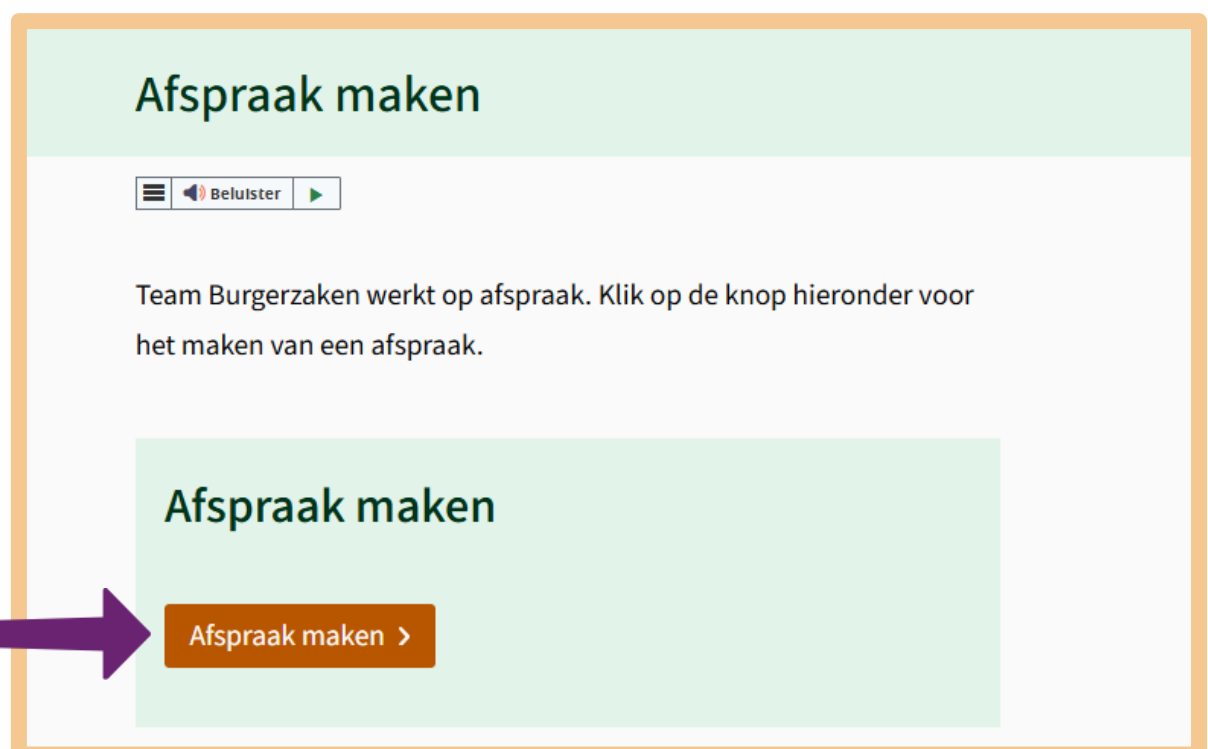 Afspraak maken
Beluister
Team Burgerzaken werkt op afspraak. Klik op de knop hieronder voor
het maken van een afspraak.
Afspraak maken
Afspraak maken